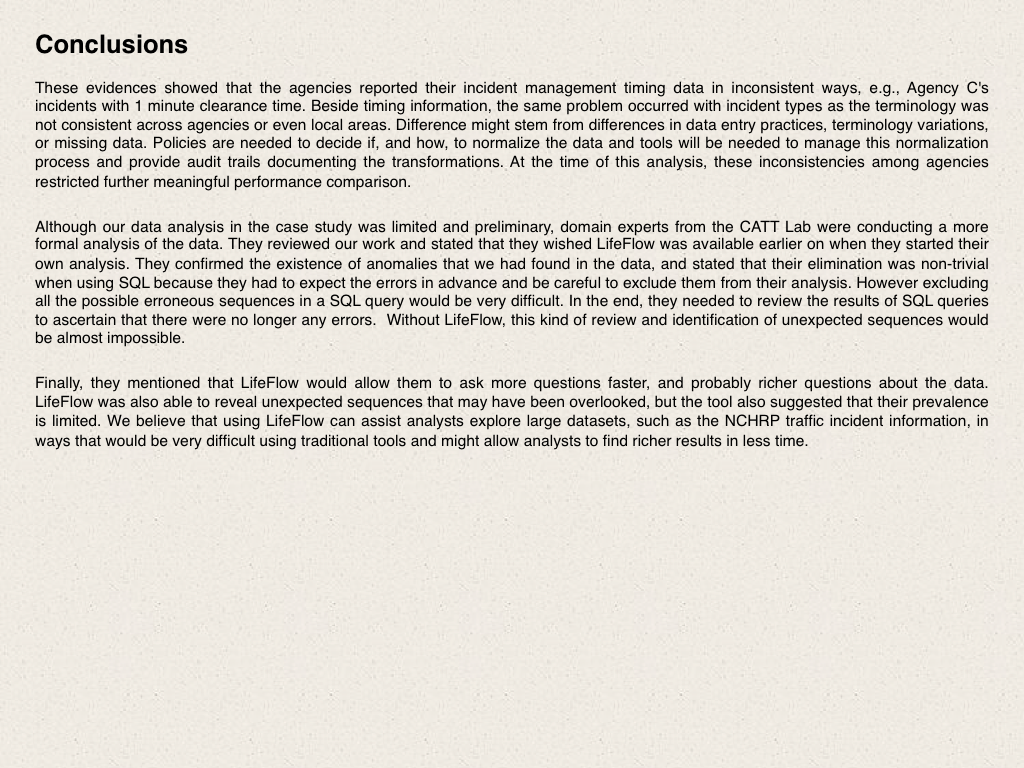 Conclusions
These evidences showed that the agencies reported their incident management timing data in inconsistent ways, e.g., Agency C's
incidents with 1 minute clearance time. Beside timing information, the same problem occurred with incident types as the terminology was
not consistent across agencies or even local areas. Difference might stem from differences in data entry practices, terminology variations,
or missing data. Policies are needed to decide if, and how, to normalize the data and tools will be needed to manage this normalization
process and provide audit trails documenting the transformations. At the time of this analysis, these inconsistencies among agencies
restricted further meaningful performance comparison.
Although our data analysis in the case study was limited and preliminary, domain experts from the CATT Lab were conducting a more
formal analysis of the data. They reviewed our work and stated that they wished LifeFlow was available earlier on when they started their
own analysis. They confirmed the existence of anomalies that we had found in the data, and stated that their elimination was non-trivial
when using SQL because they had to expect the errors in advance and be careful to exclude them from their analysis. However excluding
all the possible erroneous sequences in a SQL query would be very difficult. In the end, they needed to review the results of SQL queries
to ascertain that there were no longer any errors.  Without LifeFlow, this kind of review and identification of unexpected sequences would
be almost impossible.
Finally, they mentioned that LifeFlow would allow them to ask more questions faster, and probably richer questions about the data.
LifeFlow was also able to reveal unexpected sequences that may have been overlooked, but the tool also suggested that their prevalence
is limited. We believe that using LifeFlow can assist analysts explore large datasets, such as the NCHRP traffic incident information, in
ways that would be very difficult using traditional tools and might allow analysts to find richer results in less time.